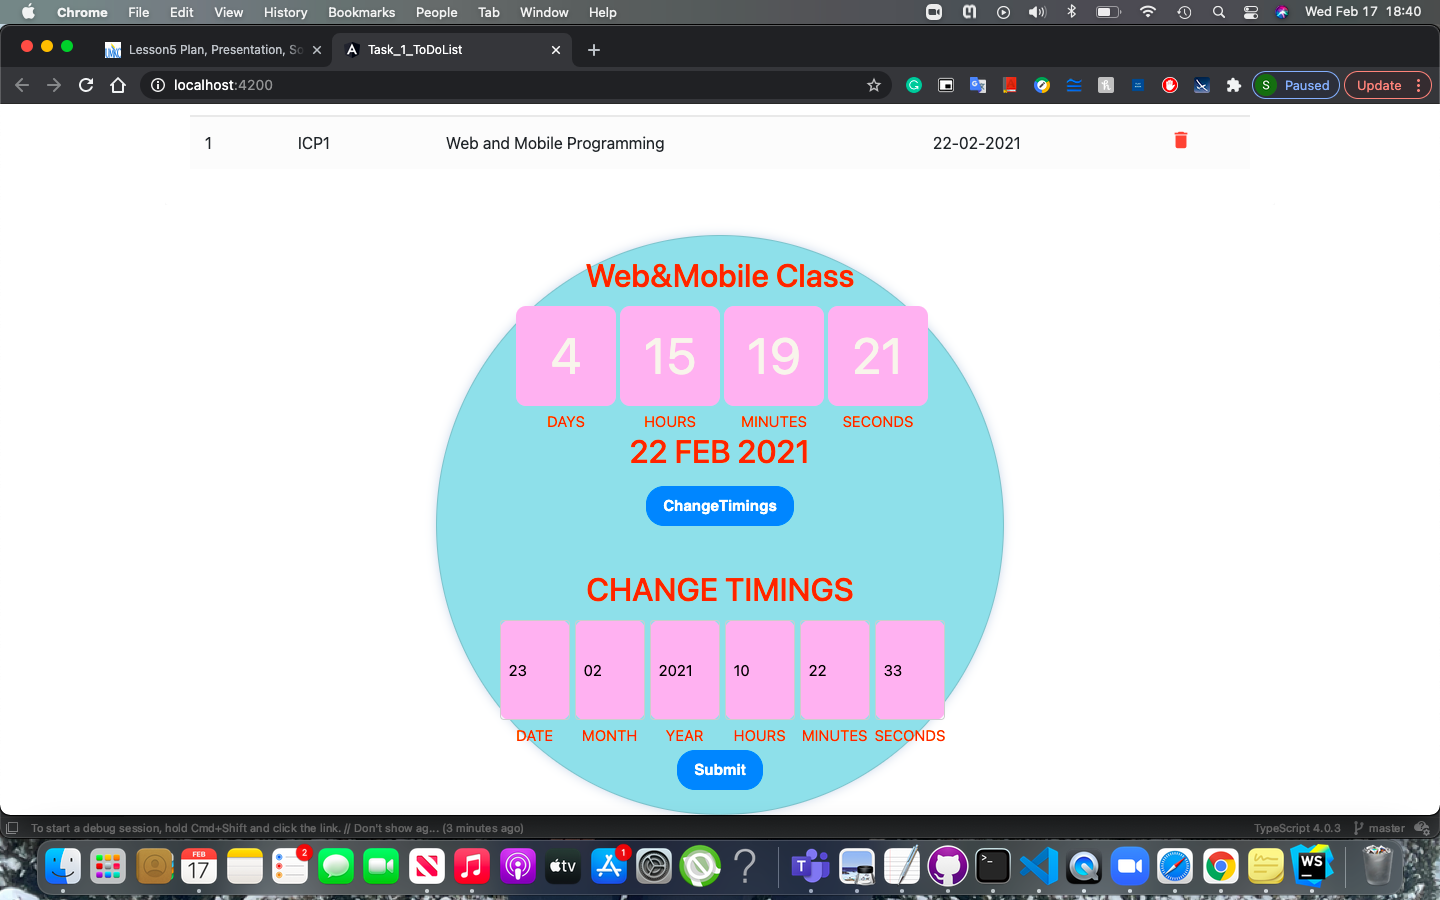 Chrome File Edit View History Bookmarks People Tab Window Help Wed Feb 17 18:40
Lesson5 Plan, Presentation, So Task_1_ToDoList
localhost:4200 S Paused Update
1 ICP1 Web and Mobile Programming 22-02-2021
Web&Mobile Class
4 15 19 21
DAYS HOURS MINUTES SECONDS
22 FEB 2021
ChangeTimings
CHANGE TIMINGS
23 02 2021 10 22 33
DATE MONTH YEAR HOURS MINUTES SECONDS
Submit
To start a debug session, hold Cmd+Shift and click the link. // Don't show ag... (3 minutes ago) TypeScript 4.0.3 master
FEB 17 2 tv 1 T WS